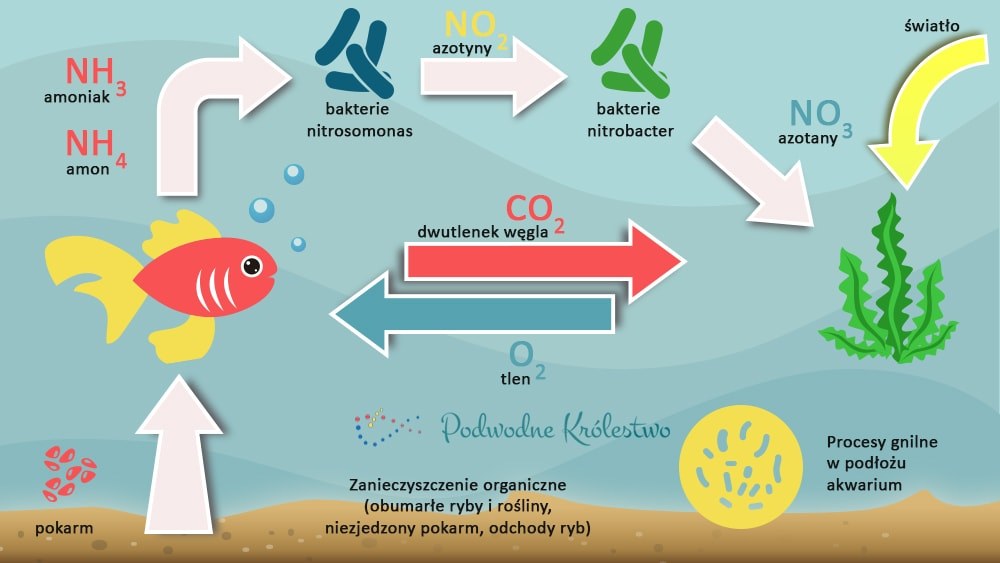 NH3
amoniak
NH4
amon
bakterie
nitrosomonas
NO2
azotyny
bakterie
nitrobacter
światło
NO3
azotany
CO2
dwutlenek węgla
O2
tlen
Podwodne Królestwo
pokarm
Zanieczyszczenie organiczne
(obumarłe ryby i rośliny,
niezjedzony pokarm, odchody ryb)
Procesy gnilne
w podłożu
akwarium